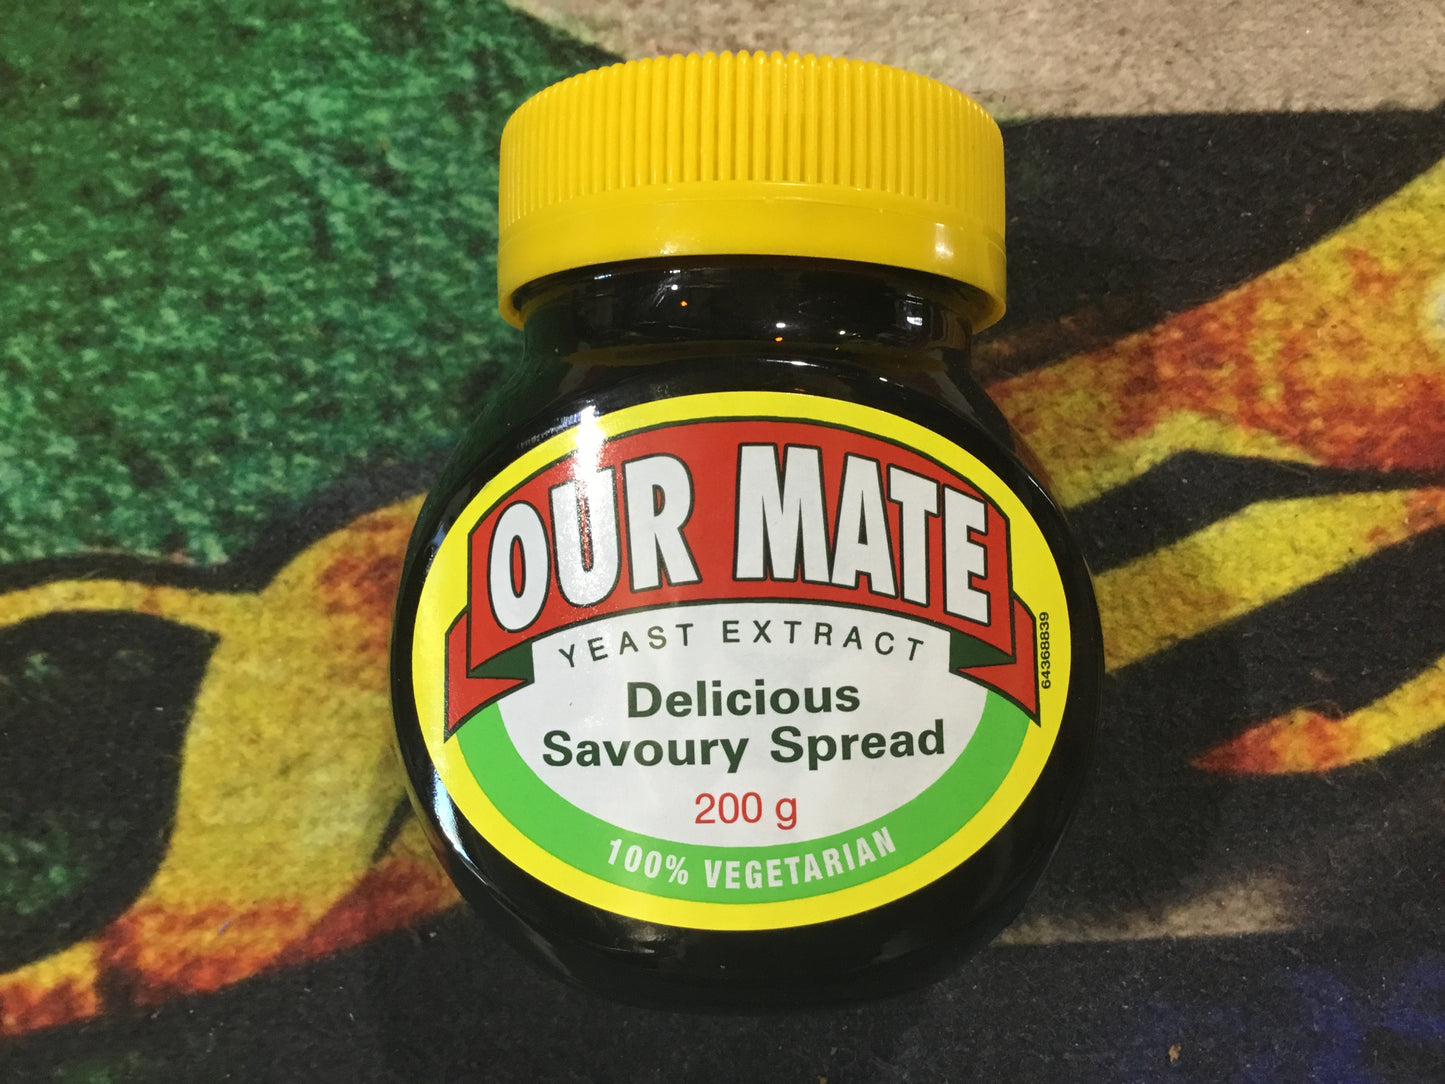 OUR MATE
YEAST EXTRACT
Delicious
Savoury Spread
200 g
100% VEGETARIAN
64368839